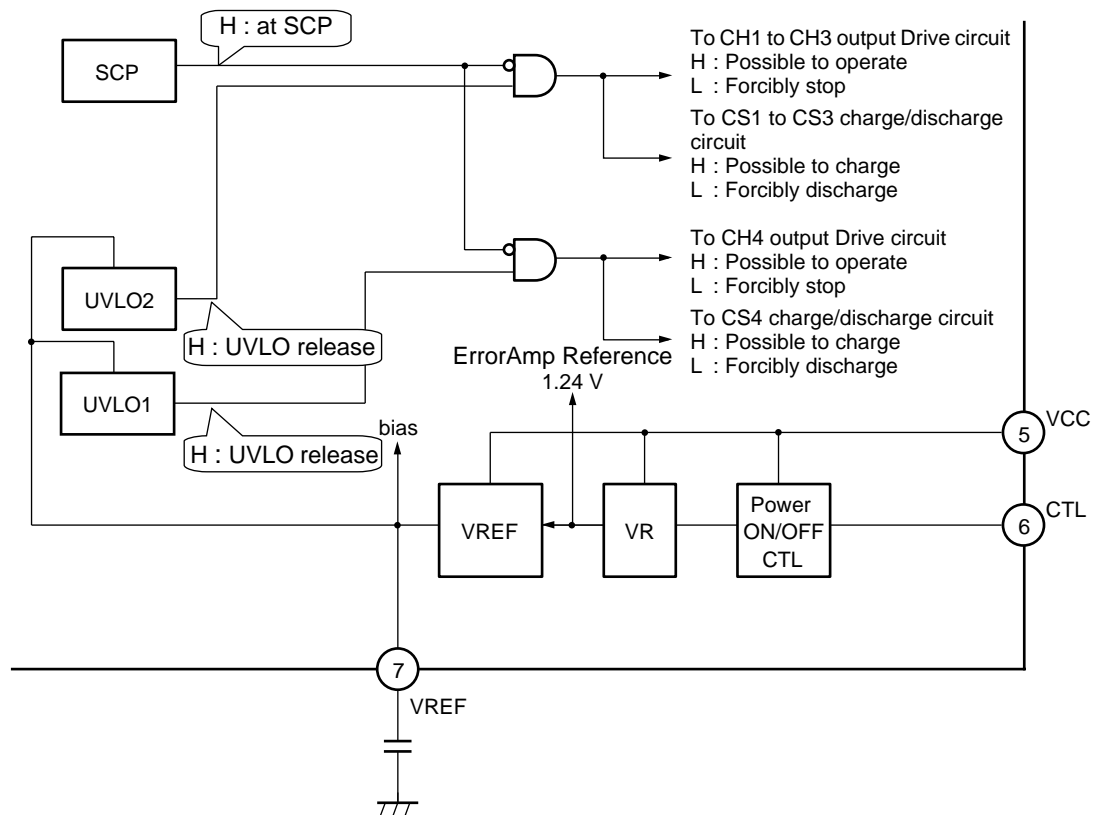 H : at SCP
SCP
To CH1 to CH3 output Drive circuit
H : Possible to operate
L : Forcibly stop
To CS1 to CS3 charge/discharge
circuit
H : Possible to charge
L : Forcibly discharge
To CH4 output Drive circuit
H : Possible to operate
L : Forcibly stop
To CS4 charge/discharge circuit
H : Possible to charge
L : Forcibly discharge
UVLO2
H : UVLO release
UVLO1
H : UVLO release
ErrorAmp Reference
1.24 V
bias
VREF
VR
Power
ON/OFF
CTL
5
VCC
6
CTL
7
VREF